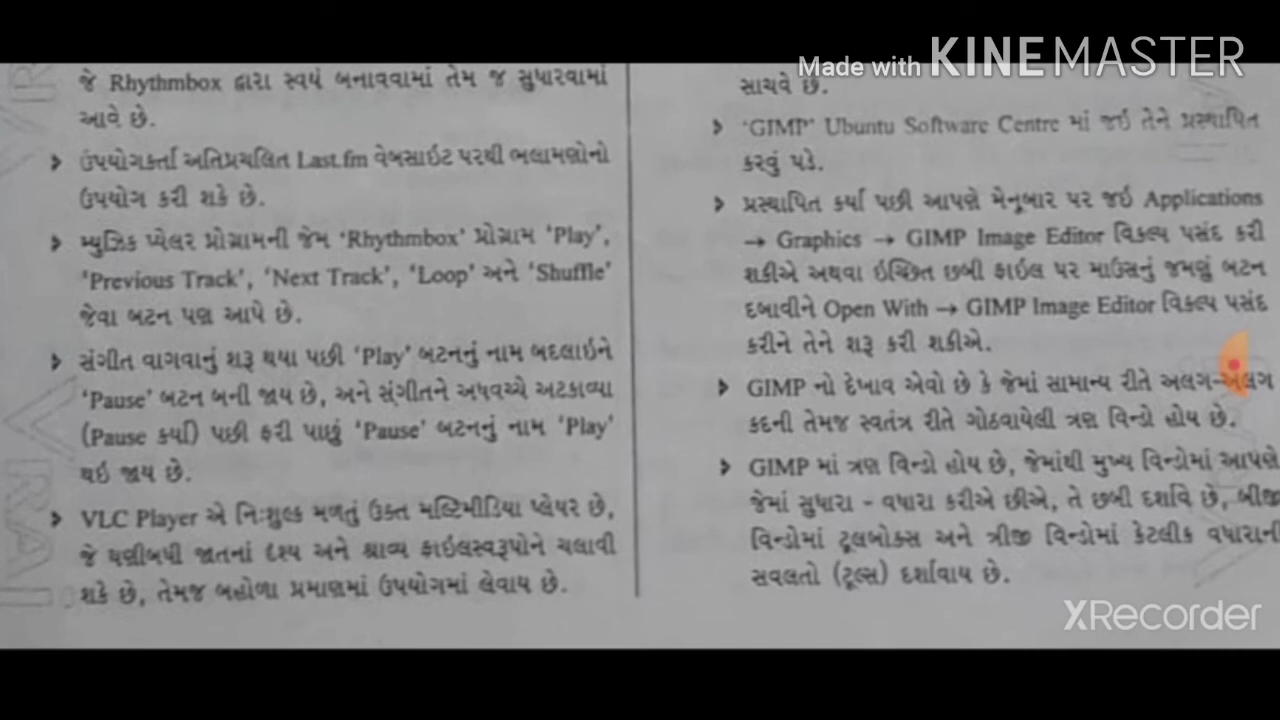 Made with KINEMASTER
જે Rhythmbox દ્વારા સ્વયં બનાવવામાં તેમ જ સુધારવામાં
આવે છે.
➤ ઉપયોગકર્તા અતિપ્રચલિત Last.fm વેબસાઈટ પરથી ભલામણોનો
ઉપયોગ કરી શકે છે.
➤ મ્યુઝિક પ્લેયર પ્રોગ્રામની જેમ 'Rhythmbox' પ્રોગ્રામ 'Play',
'Previous Track', 'Next Track', 'Loop' અને 'Shuffle'
જેવા બટન પણ આપે છે.
➤ સંગીત વાગવાનું શરૂ થયા પછી 'Play' બટનનું નામ બદલાઈને
'Pause' બટન બની જાય છે, અને સંગીતને અધવચ્ચે અટકાવ્યા
(Pause કર્યા) પછી ફરી પાછું 'Pause' બટનનું નામ 'Play'
થઇ જાય છે.
➤ VLC Player એ નિઃશુલ્ક મળતું ઉક્ત મલ્ટિમીડિયા પ્લેયર છે,
જે ઘણીબધી જાતનાં દૃશ્ય અને શ્રાવ્ય ફાઇલસ્વરૂપોને ચલાવી
શકે છે, તેમજ બહોળા પ્રમાણમાં ઉપયોગમાં લેવાય છે.
સાચવે છે.
➤ 'GIMP' Ubuntu Software Centre માં જઈ તેને પ્રસ્થાપિત
કરવું પડે.
➤ પ્રસ્થાપિત કર્યા પછી આપણે મેનૂબાર પર જઇ Applications
→ Graphics → GIMP Image Editor વિકલ્પ પસંદ કરી
શકીએ અથવા ઇચ્છિત છબી ફાઇલ પર માઉસનું જમણું બટન
દબાવીને Open With → GIMP Image Editor વિકલ્પ પસંદ
કરીને તેને શરૂ કરી શકીએ.
➤ GIMP નો દેખાવ એવો છે કે જેમાં સામાન્ય રીતે અલગ-અલગ
કદની તેમજ સ્વતંત્ર રીતે ગોઠવાયેલી ત્રણ વિન્ડો હોય છે.
➤ GIMP માં ત્રણ વિન્ડો હોય છે, જેમાંથી મુખ્ય વિન્ડોમાં આપણે
જેમાં સુધારા - વધારા કરીએ છીએ, તે છબી દર્શાવે છે, બીજી
વિન્ડોમાં ટૂલબોક્સ અને ત્રીજી વિન્ડોમાં કેટલીક વધારાની
સવલતો (ટૂલ્સ) દર્શાવાય છે.
XRecorder